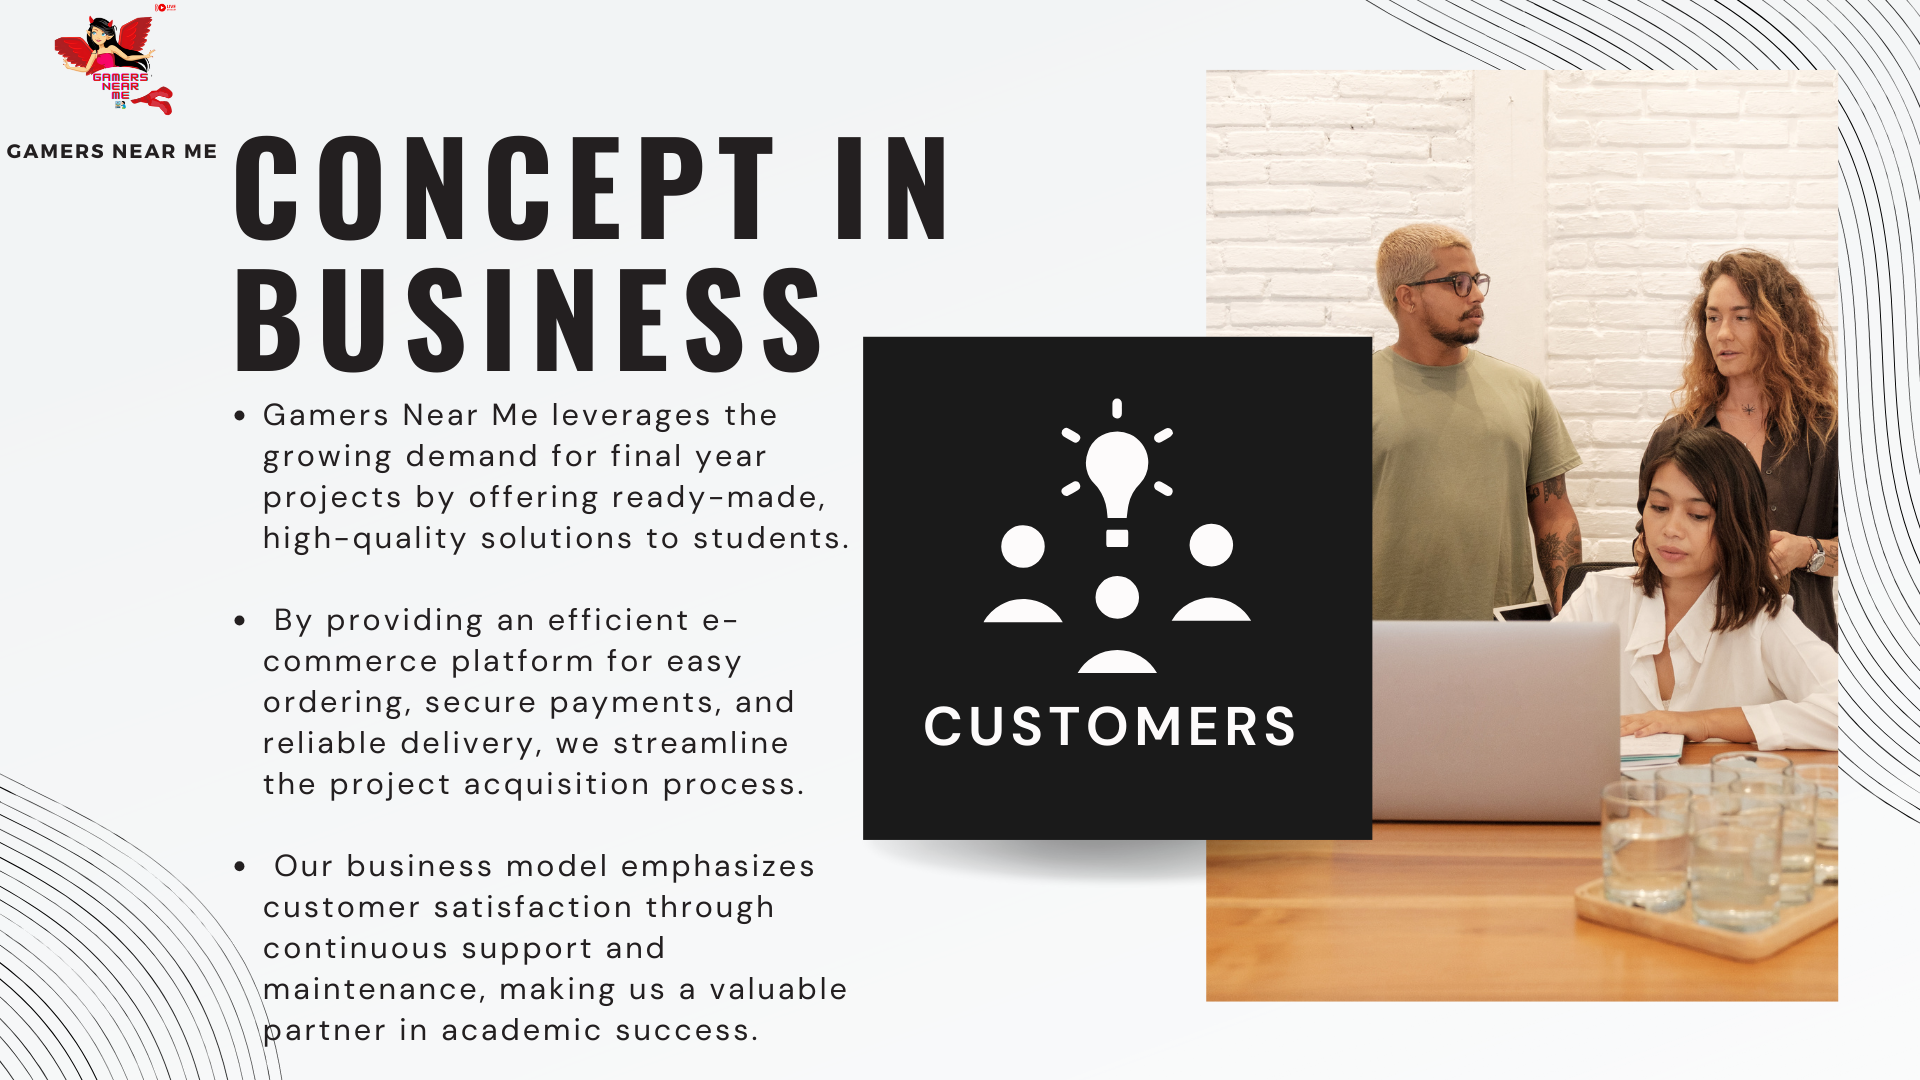 LIVE
GAMERS
NEAR
ME
GAMERS NEAR ME
CONCEPT IN
BUSINESS
• Gamers Near Me leverages the
growing demand for final year
projects by offering ready-made,
high-quality solutions to students.
• By providing an efficient e-
commerce platform for easy
ordering, secure payments, and
reliable delivery, we streamline
the project acquisition process.
• Our business model emphasizes
customer satisfaction through
continuous support and
maintenance, making us a valuable
partner in academic success.
CUSTOMERS